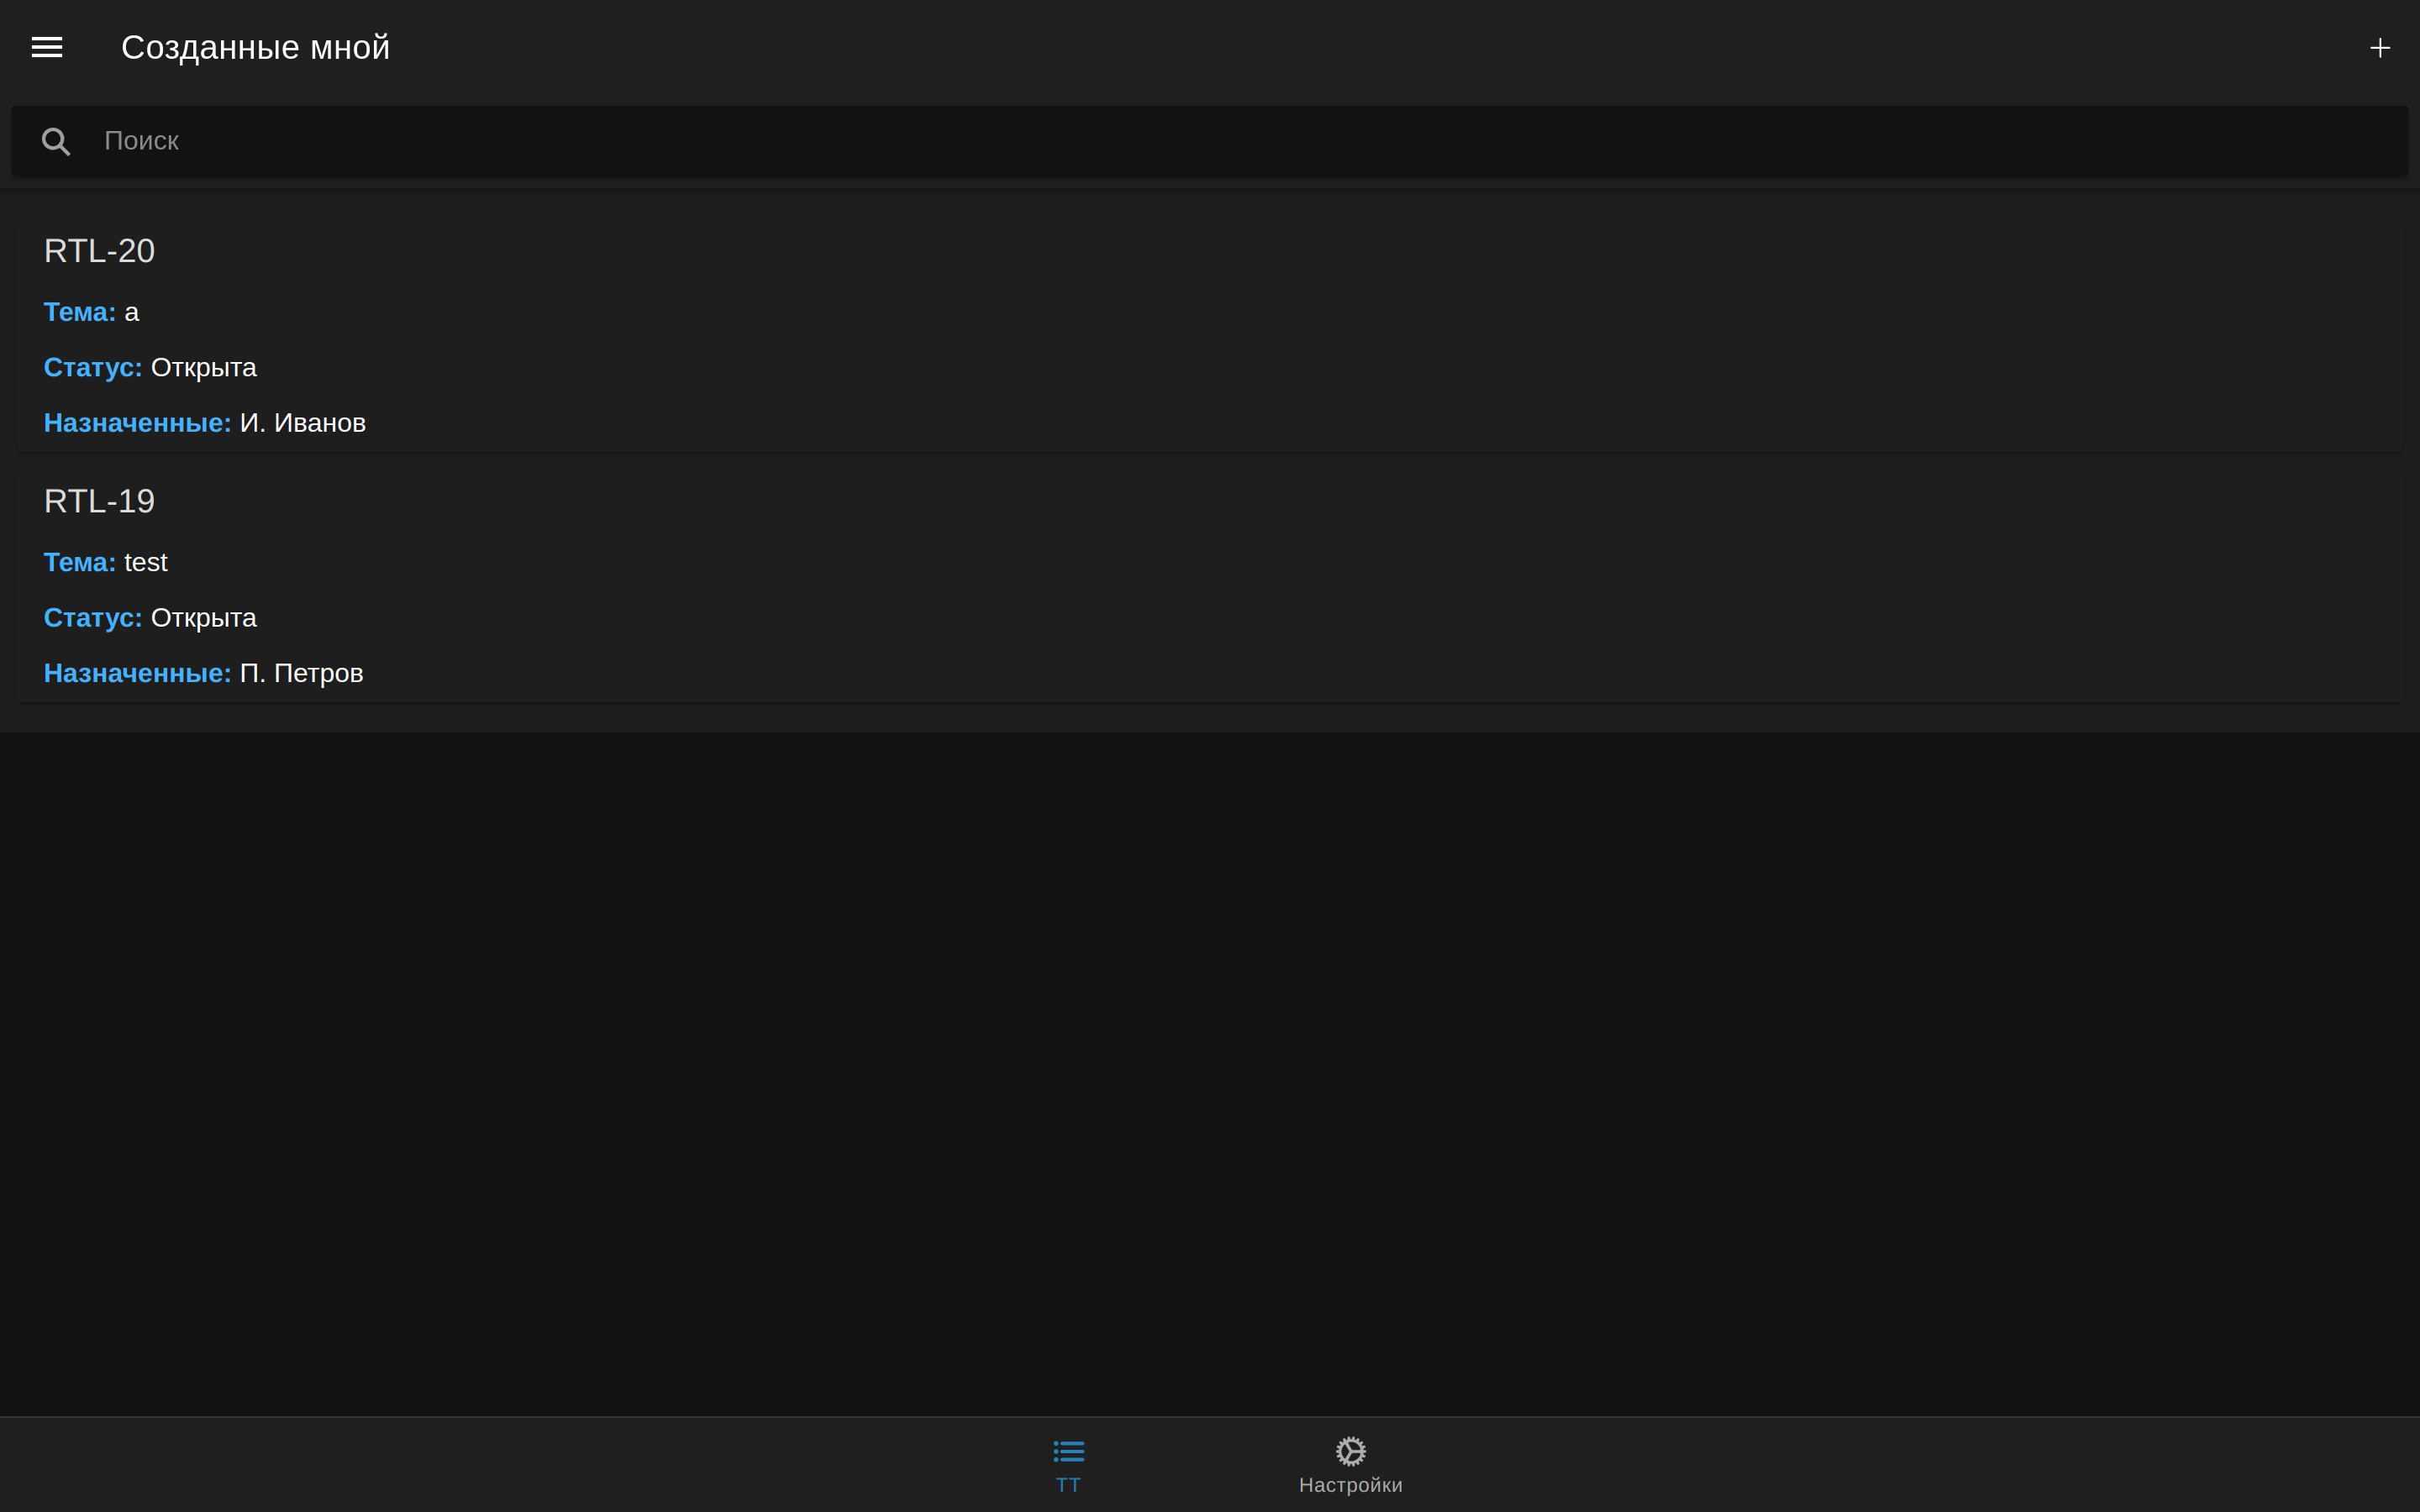 Созданные мной
Поиск
RTL-20
Тема: a
Статус: Открыта
Назначенные: И. Иванов
RTL-19
Тема: test
Статус: Открыта
Назначенные: П. Петров
ТТ
Настройки